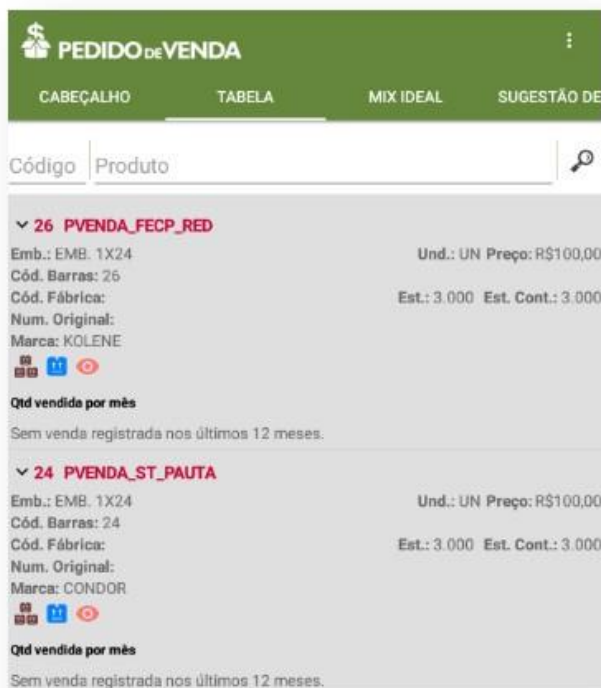 PEDIDO DE VENDA
CABEÇALHO TABELA MIX IDEAL SUGESTÃO DE
Código Produto
26 PVENDA_FECP_RED
Emb.: EMB. 1X24 Und.: UN Preço: R$100,00
Cód. Barras: 26
Cód. Fábrica: Est.: 3.000 Est. Cont.: 3.000
Num. Original:
Marca: KOLENE
Qtd vendida por mês
Sem venda registrada nos últimos 12 meses.
24 PVENDA_ST_PAUTA
Emb.: EMB. 1X24 Und.: UN Preço: R$100,00
Cód. Barras: 24
Cód. Fábrica: Est.: 3.000 Est. Cont.: 3.000
Num. Original:
Marca: CONDOR
Qtd vendida por mês
Sem venda registrada nos últimos 12 meses.